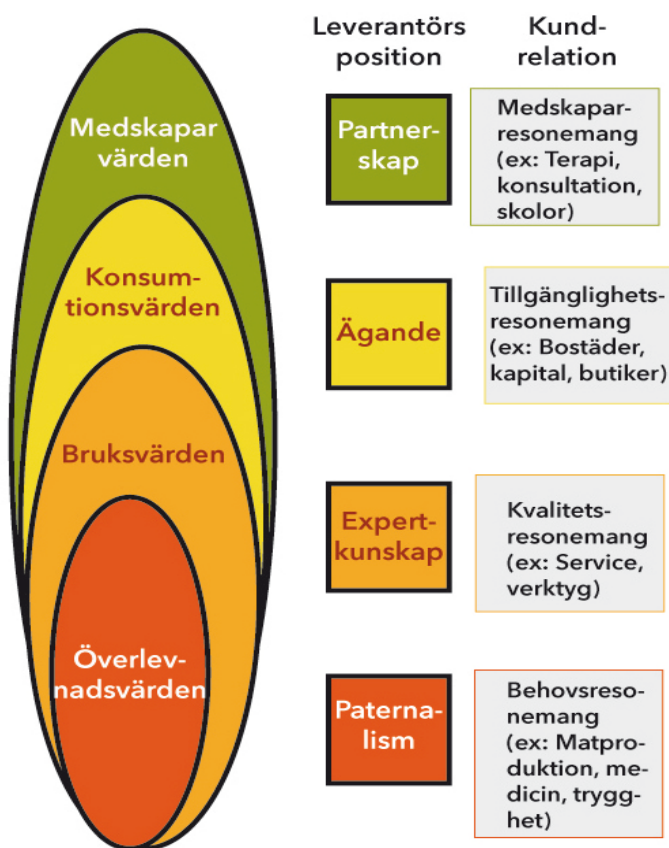 Leverantörs
position
Kund-
relation
Medskapar
värden
Partner-
skap
Medskapar-
resonemang
(ex: Terapi,
konsultation,
skolor)
Konsum-
tionsvärden
Ägande
Tillgänglighets-
resonemang
(ex: Bostäder,
kapital, butiker)
Bruksvärden
Expert-
kunskap
Kvalitets-
resonemang
(ex: Service,
verktyg)
Överlev-
nadsvärden
Paterna-
lism
Behovsreso-
nemang
(ex: Matpro-
duktion, me-
dicin, trygg-
het)